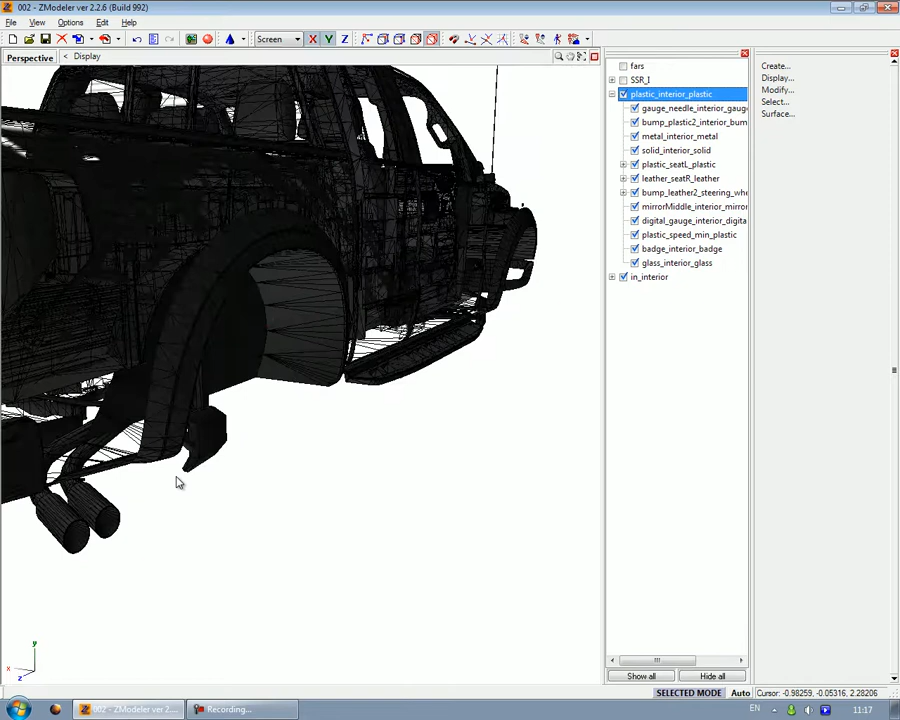 002 - ZModeler ver 2.2.6 (Build 992)
File View Options Edit Help
Screen X Y Z
Perspective < Display
fars
SSR_I
plastic_interior_plastic
gauge_needle_interior_gaug
bump_plastic2_interior_bum
metal_interior_metal
solid_interior_solid
plastic_seatL_plastic
leather_seatR_leather
bump_leather2_steering_whe
mirrorMiddle_interior_mirror
digital_gauge_interior_digita
plastic_speed_min_plastic
badge_interior_badge
glass_interior_glass
in_interior
Create...
Display...
Modify...
Select...
Surface...
y
x
z
Show all Hide all
SELECTED MODE Auto Cursor: -0.98259, -0.05316, 2.28206
002 - ZModeler ver 2.... Recording... EN 11:17